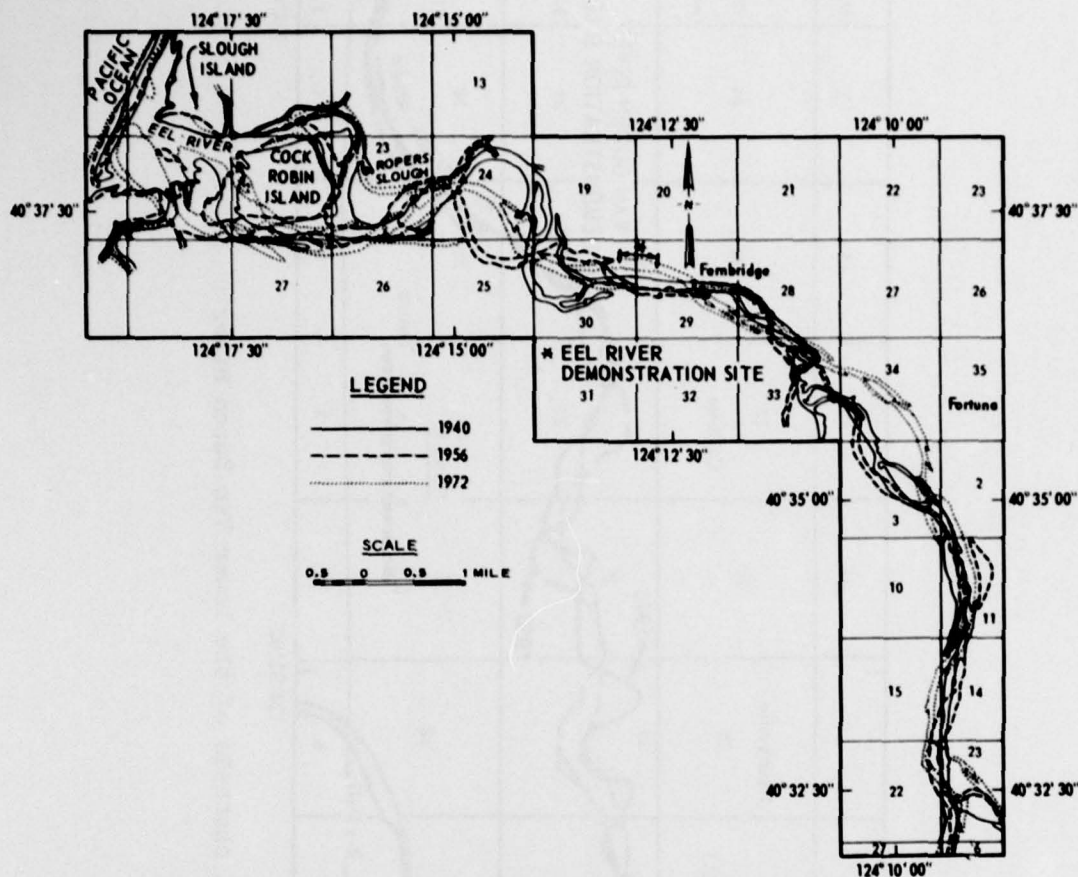 124° 17' 30"
124° 15' 00"
PACIFIC OCEAN
SLOUGH ISLAND
EEL RIVER
13
COCK ROBIN ISLAND
23
ROPERS SLOUGH
24
124° 12' 30"
124° 10' 00"
19
20
N
21
22
23
40° 37' 30"
40° 37' 30"
27
26
25
*
Fernbridge
28
27
26
30
29
124° 17' 30"
124° 15' 00"
* EEL RIVER
DEMONSTRATION SITE
31
32
33
34
35
Fortuna
LEGEND
1940
1956
1972
124° 12' 30"
2
40° 35' 00"
40° 35' 00"
3
SCALE
0.5 0 0.5 1 MILE
10
11
15
14
23
40° 32' 30"
22
40° 32' 30"
27
124° 10' 00"